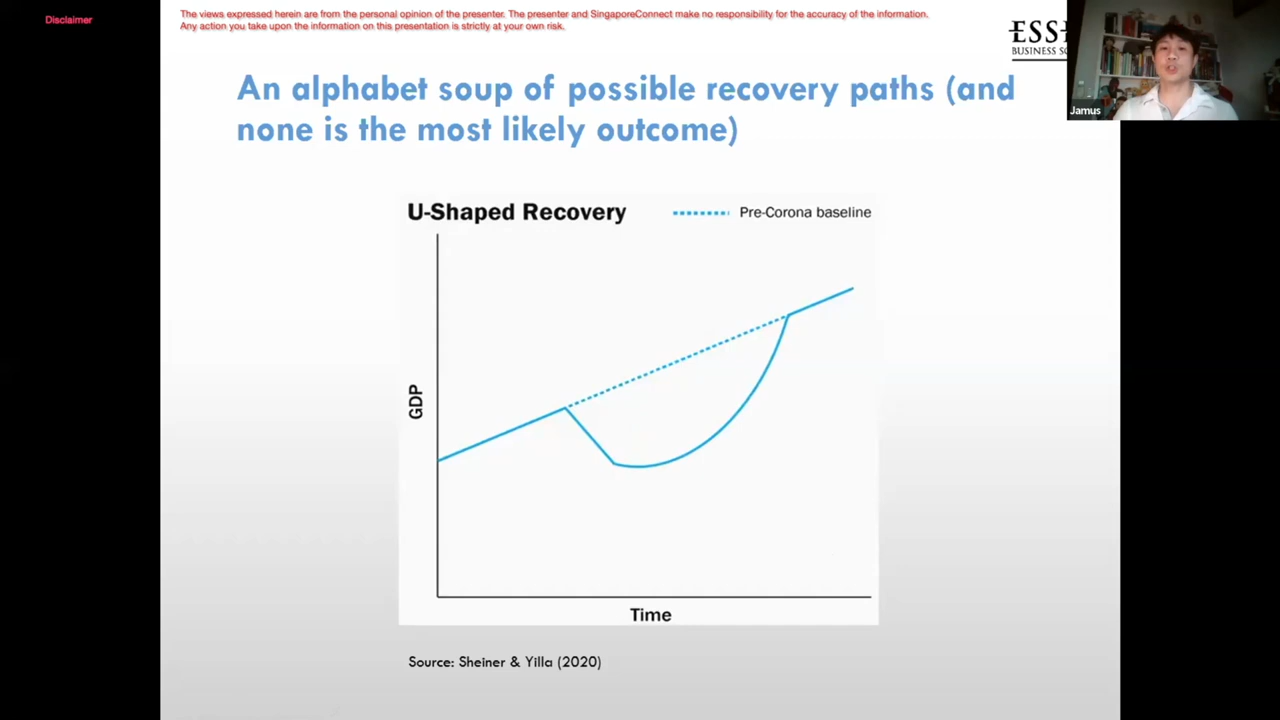 Disclaimer
The views expressed herein are from the personal opinion of the presenter. The presenter and SingaporeConnect make no responsibility for the accuracy of the information.
Any action you take upon the information on this presentation is strictly at your own risk.
BUSINESS
Jamus
An alphabet soup of possible recovery paths (and
none is the most likely outcome)
U-Shaped Recovery
Pre-Corona baseline
GDP
Time
Source: Sheiner & Yilla (2020)